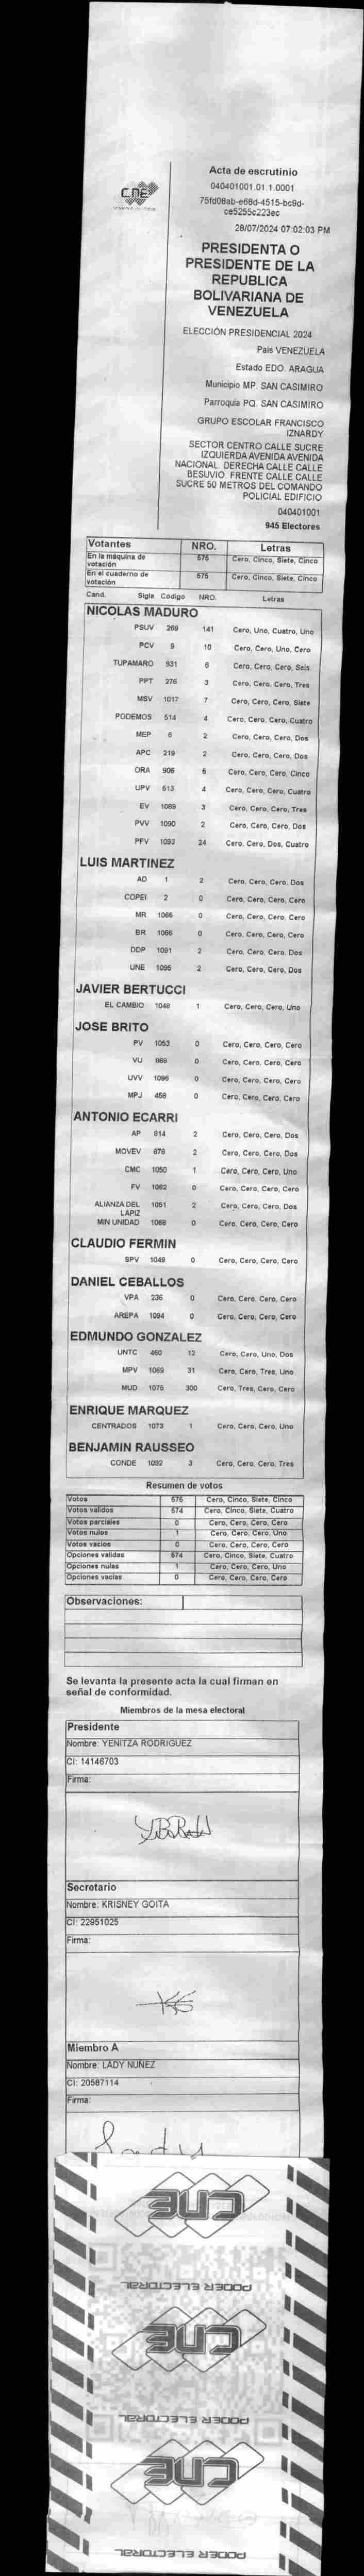 CNE
Acta de escrutinio
040401001.01.1.0001
75fd08ab-e68d-4515-bc9d-
ce5255c223ec
28/07/2024 07:02:03 PM
PRESIDENTA O
PRESIDENTE DE LA
REPUBLICA
BOLIVARIANA DE
VENEZUELA
ELECCIÓN PRESIDENCIAL 2024
Pais VENEZUELA
Estado EDO. ARAGUA
Municipio MP. SAN CASIMIRO
Parroquia PQ. SAN CASIMIRO
GRUPO ESCOLAR FRANCISCO
IZNARDY
SECTOR CENTRO CALLE SUCRE
IZQUIERDA AVENIDA AVENIDA
NACIONAL. DERECHA CALLE CALLE
BESUVIO. FRENTE CALLE CALLE
SUCRE 50 METROS DEL COMANDO
POLICIAL EDIFICIO
040401001
945 Electores
Votantes NRO. Letras
En la máquina de votación 575 Cero, Cinco, Siete, Cinco
En el cuaderno de votación 575 Cero, Cinco, Siete, Cinco
Cand. Sigla Código NRO. Letras
NICOLAS MADURO
PSUV 269 141 Cero, Uno, Cuatro, Uno
PCV 9 10 Cero, Cero, Uno, Cero
TUPAMARO 931 6 Cero, Cero, Cero, Seis
PPT 276 3 Cero, Cero, Cero, Tres
MSV 1017 7 Cero, Cero, Cero, Siete
PODEMOS 514 4 Cero, Cero, Cero, Cuatro
MEP 6 2 Cero, Cero, Cero, Dos
APC 219 2 Cero, Cero, Cero, Dos
ORA 906 5 Cero, Cero, Cero, Cinco
UPV 613 4 Cero, Cero, Cero, Cuatro
EV 1089 3 Cero, Cero, Cero, Tres
PVV 1090 2 Cero, Cero, Cero, Dos
PFV 1093 24 Cero, Cero, Dos, Cuatro
LUIS MARTINEZ
AD 1 2 Cero, Cero, Cero, Dos
COPEI 2 0 Cero, Cero, Cero, Cero
MR 1066 0 Cero, Cero, Cero, Cero
BR 1066 0 Cero, Cero, Cero, Cero
DDP 1091 2 Cero, Cero, Cero, Dos
UNE 1095 2 Cero, Cero, Cero, Dos
JAVIER BERTUCCI
EL CAMBIO 1048 1 Cero, Cero, Cero, Uno
JOSE BRITO
PV 1053 0 Cero, Cero, Cero, Cero
VU 868 0 Cero, Cero, Cero, Cero
UVV 1096 0 Cero, Cero, Cero, Cero
MPJ 458 0 Cero, Cero, Cero, Cero
ANTONIO ECARRI
AP 914 2 Cero, Cero, Cero, Dos
MOVEV 878 2 Cero, Cero, Cero, Dos
CMC 1050 1 Cero, Cero, Cero, Uno
FV 1062 0 Cero, Cero, Cero, Cero
ALIANZA DEL LAPIZ 1051 2 Cero, Cero, Cero, Dos
MIN UNIDAD 1068 0 Cero, Cero, Cero, Cero
CLAUDIO FERMIN
SPV 1049 0 Cero, Cero, Cero, Cero
DANIEL CEBALLOS
VPA 236 0 Cero, Cero, Cero, Cero
AREPA 1094 0 Cero, Cero, Cero, Cero
EDMUNDO GONZALEZ
UNTC 460 12 Cero, Cero, Uno, Dos
MPV 1069 31 Cero, Cero, Tres, Uno
MUD 1075 300 Cero, Tres, Cero, Cero
ENRIQUE MARQUEZ
CENTRADOS 1073 1 Cero, Cero, Cero, Uno
BENJAMIN RAUSSEO
CONDE 1092 3 Cero, Cero, Cero, Tres
Resumen de votos
Votos 575 Cero, Cinco, Siete, Cinco
Votos validos 574 Cero, Cinco, Siete, Cuatro
Votos parciales 0 Cero, Cero, Cero, Cero
Votos nulos 1 Cero, Cero, Cero, Uno
Votos vacios 0 Cero, Cero, Cero, Cero
Opciones validas 574 Cero, Cinco, Siete, Cuatro
Opciones nulas 1 Cero, Cero, Cero, Uno
Opciones vacias 0 Cero, Cero, Cero, Cero
Observaciones:
Se levanta la presente acta la cual firman en
señal de conformidad.
Miembros de la mesa electoral
Presidente
Nombre: YENITZA RODRIGUEZ
CI: 14146703
Firma:
Secretario
Nombre: KRISNEY GOITA
CI: 22951025
Firma:
Miembro A
Nombre: LADY NUÑEZ
CI: 20587114
Firma:
CNE
PODER ELECTORAL
CNE
PODER ELECTORAL
CNE
PODER ELECTORAL